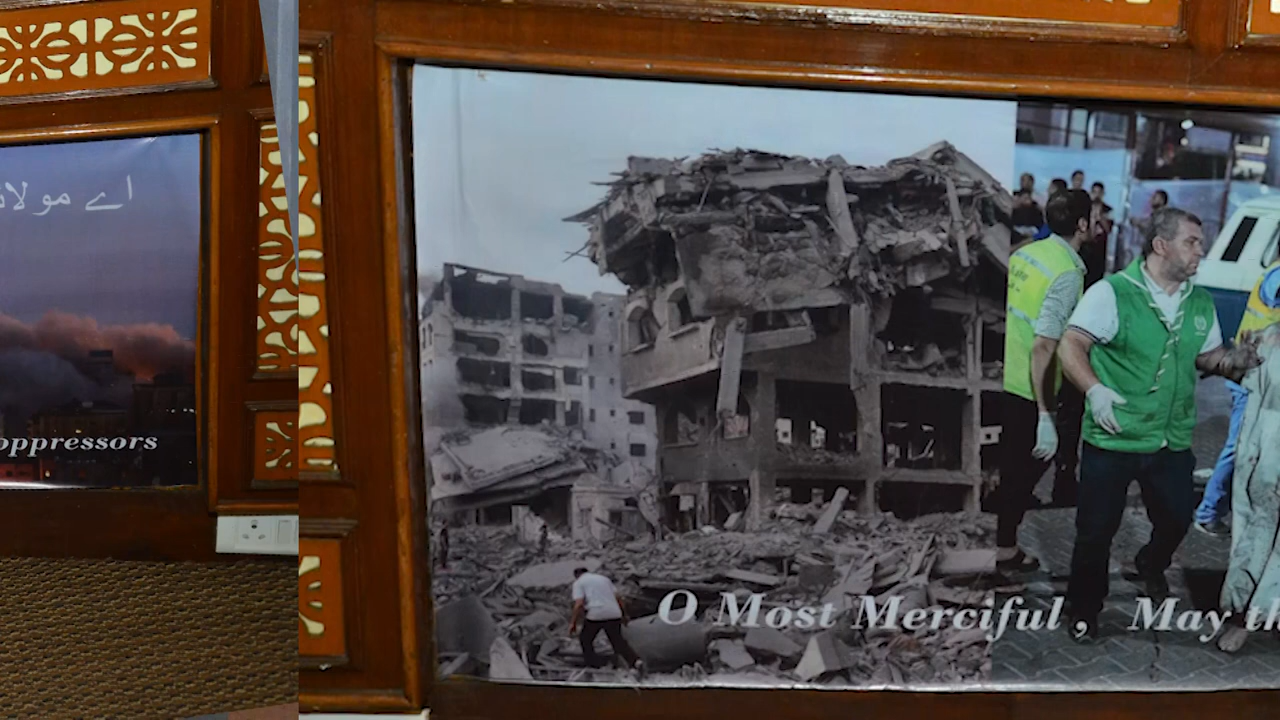 اے مولا
oppressors
O Most Merciful , May th